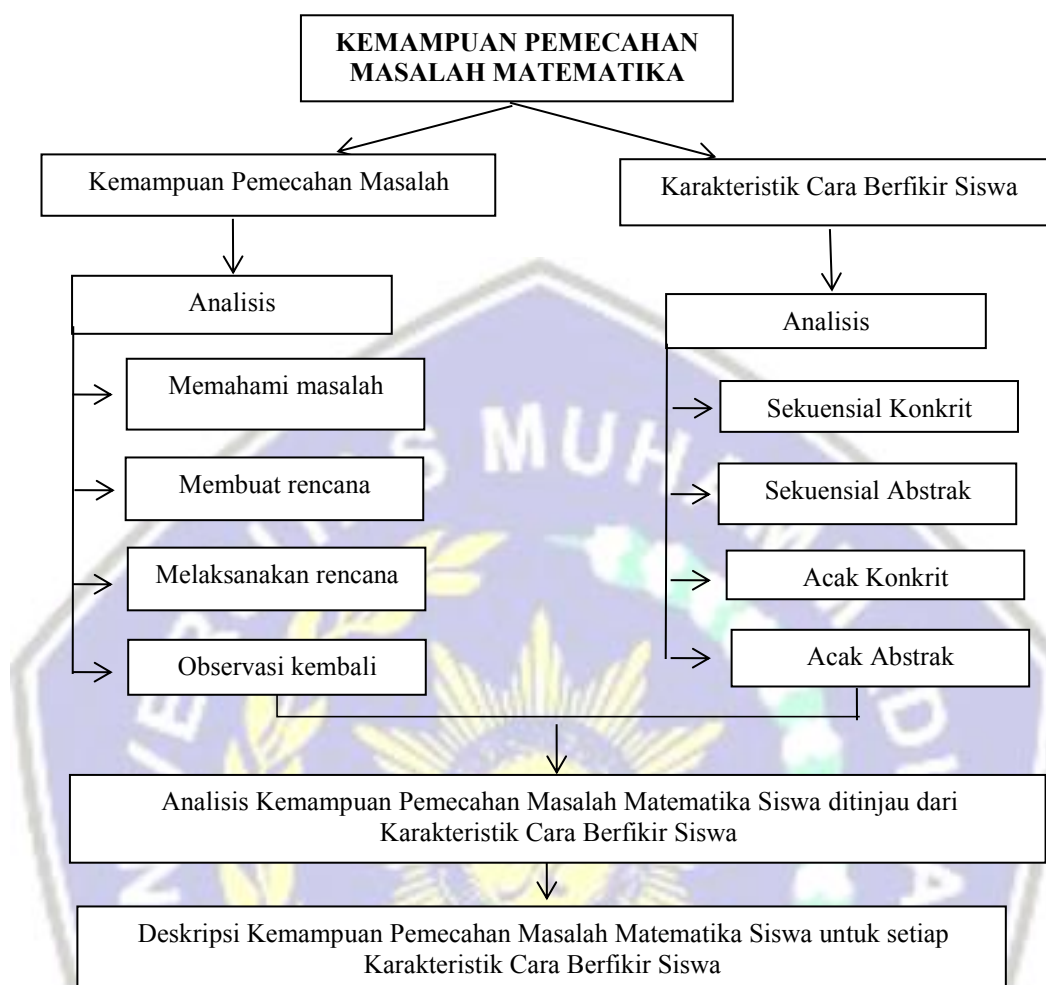 KEMAMPUAN PEMECAHAN
MASALAH MATEMATIKA
Kemampuan Pemecahan Masalah
Karakteristik Cara Berfikir Siswa
Analisis
Analisis
Memahami masalah
Sekuensial Konkrit
Membuat rencana
Sekuensial Abstrak
Melaksanakan rencana
Acak Konkrit
Observasi kembali
Acak Abstrak
Analisis Kemampuan Pemecahan Masalah Matematika Siswa ditinjau dari
Karakteristik Cara Berfikir Siswa
Deskripsi Kemampuan Pemecahan Masalah Matematika Siswa untuk setiap
Karakteristik Cara Berfikir Siswa